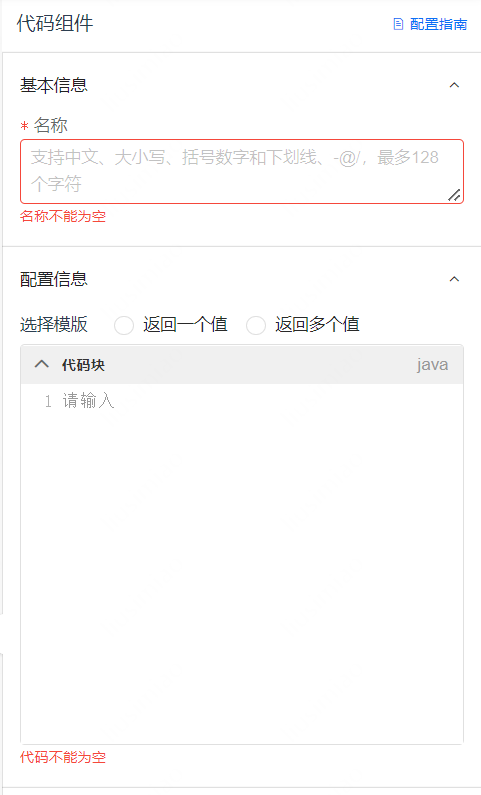 代码组件
配置指南
基本信息
* 名称
支持中文、大小写、括号数字和下划线、-@/，最多128
个字符
名称不能为空
配置信息
选择模版 返回一个值 返回多个值
代码块 java
1 请输入
代码不能为空